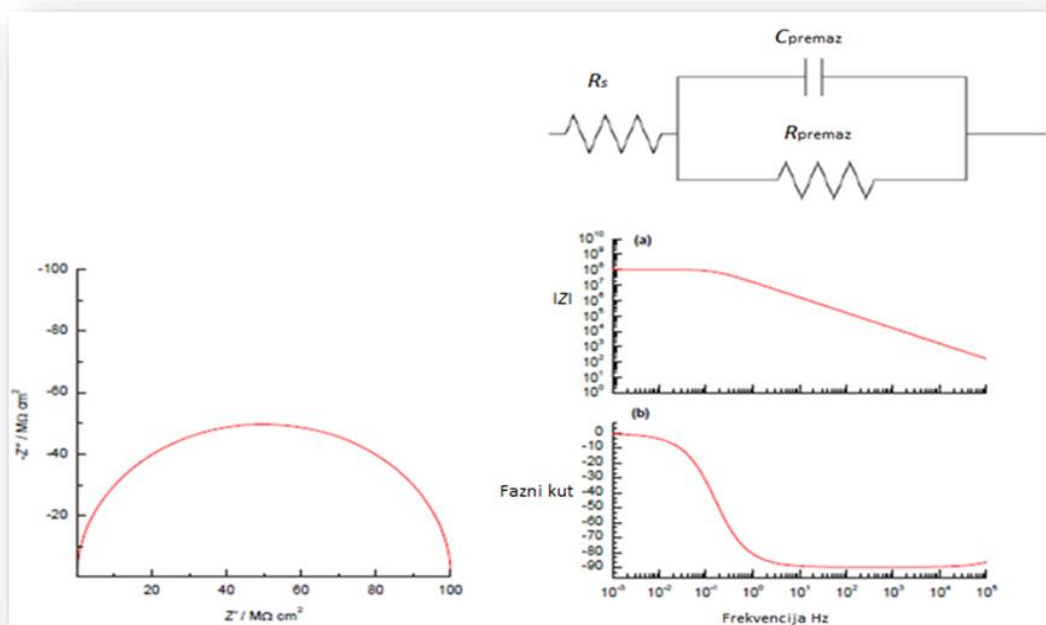 Cpremaz
Rs
Rpremaz
(a)
10¹⁰
10⁹
10⁸
10⁷
10⁶
10⁵
10⁴
10³
10²
10¹
10⁰
IZI
(b)
0
-10
-20
-30
-40
-50
-60
-70
-80
-90
Fazni kut
10⁻³ 10⁻² 10⁻¹ 10⁰ 10¹ 10² 10³ 10⁴ 10⁵
Frekvencija Hz
-100
-80
-60
-40
-20
-Z" / MΩ cm²
20 40 60 80 100
Z' / MΩ cm²